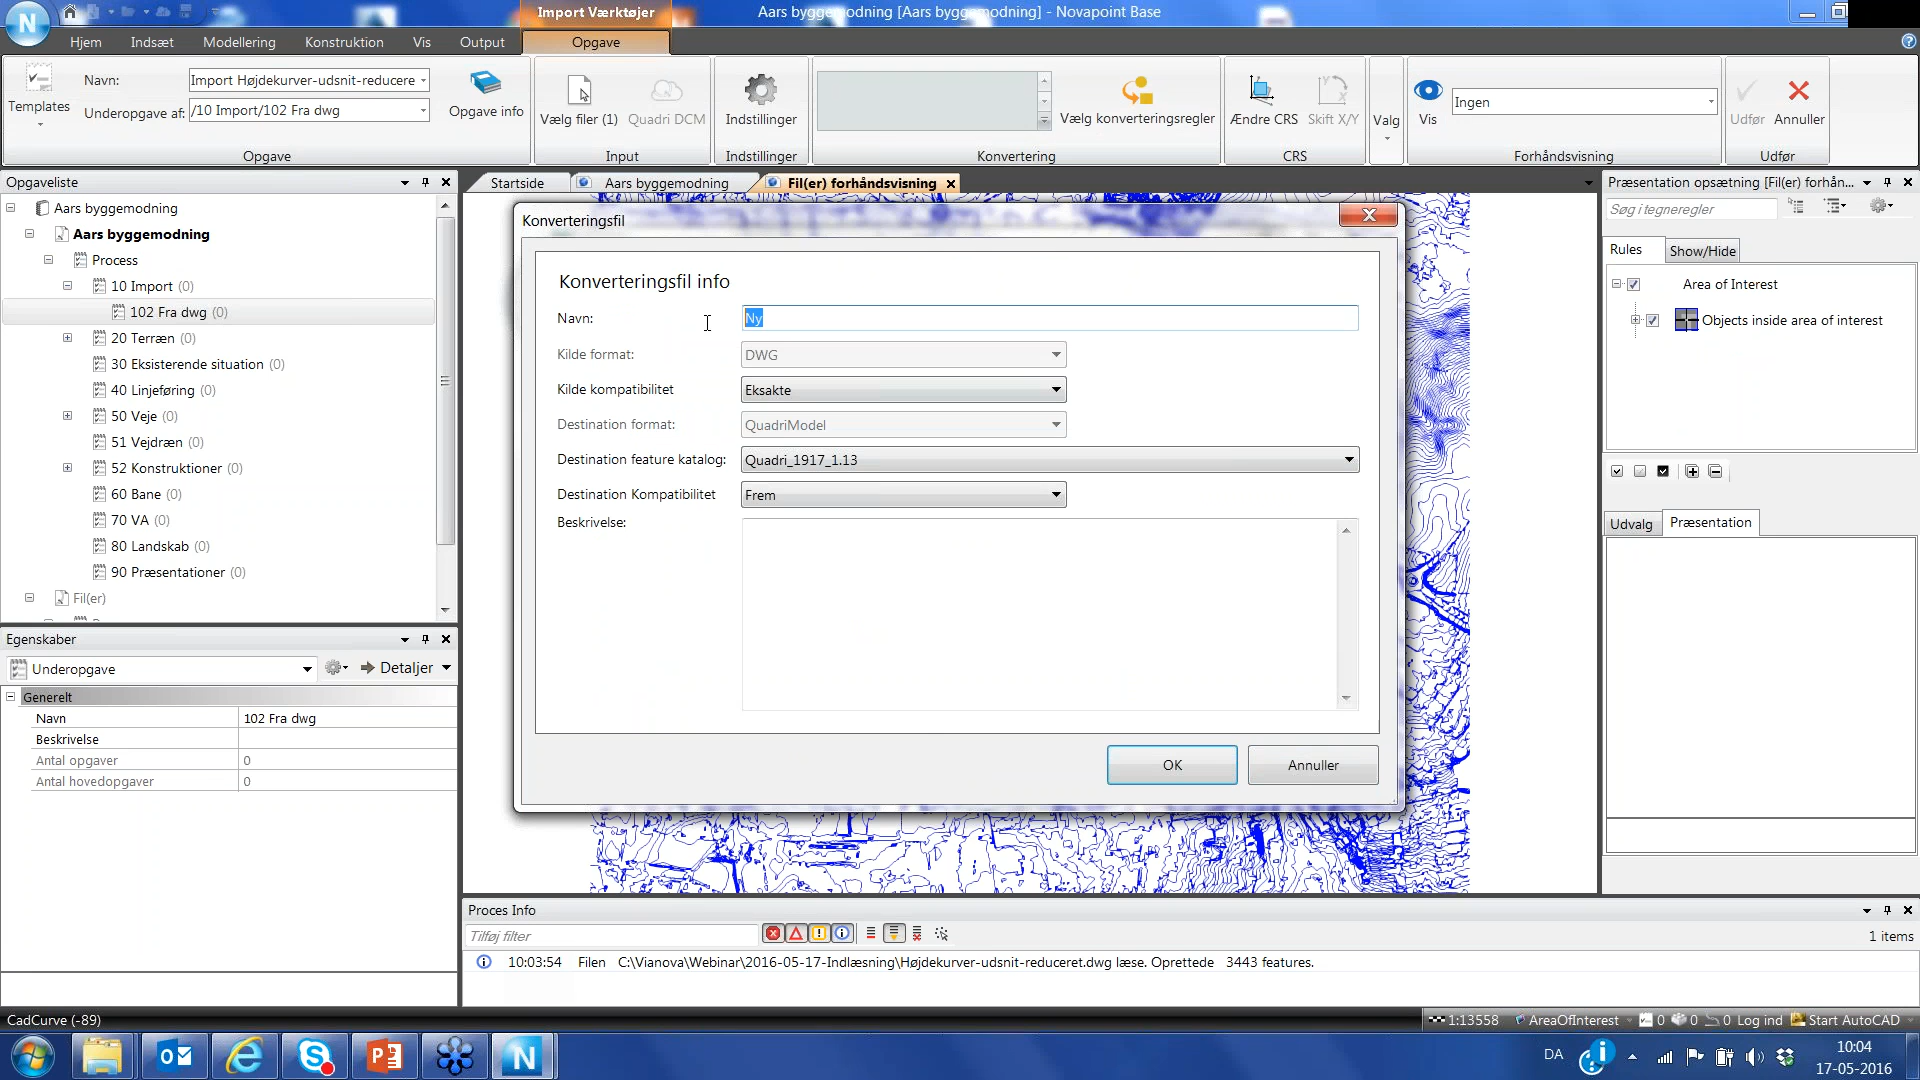 Import Værktøjer
Aars byggemodning [Aars byggemodning] - Novapoint Base
Hjem Indsæt Modellering Konstruktion Vis Output Opgave
Templates
Navn: Import Højdekurver-udsnit-reducere
Underopgave af: /10 Import/102 Fra dwg
Opgave info
Opgave
Vælg filer (1) Quadri DCM
Input
Indstillinger
Indstillinger
Vælg konverteringsregler
Konvertering
Ændre CRS Skift X/Y
CRS
Valg
Vis Ingen
Forhåndsvisning
Udfør Annuller
Udfør
Opgaveliste
Aars byggemodning
Aars byggemodning
Process
10 Import (0)
102 Fra dwg (0)
20 Terræn (0)
30 Eksisterende situation (0)
40 Linjeføring (0)
50 Veje (0)
51 Vejdræn (0)
52 Konstruktioner (0)
60 Bane (0)
70 VA (0)
80 Landskab (0)
90 Præsentationer (0)
Fil(er)
Egenskaber
Underopgave Detaljer
Generelt
Navn 102 Fra dwg
Beskrivelse
Antal opgaver 0
Antal hovedopgaver 0
Startside Aars byggemodning Fil(er) forhåndsvisning
Konverteringsfil
Konverteringsfil info
Navn: Ny
Kilde format: DWG
Kilde kompatibilitet Eksakte
Destination format: QuadriModel
Destination feature katalog: Quadri_1917_1.13
Destination Kompatibilitet Frem
Beskrivelse:
OK Annuller
Præsentation opsætning [Fil(er) forhån...
Søg i tegneregler
Rules Show/Hide
Area of Interest
Objects inside area of interest
Udvalg Præsentation
Proces Info
Tilføj filter
1 items
10:03:54 Filen C:\Vianova\Webinar\2016-05-17-Indlæsning\Højdekurver-udsnit-reduceret.dwg læse. Oprettede 3443 features.
CadCurve (-89)
1:13558 AreaOfInterest 0 0 0 Log ind Start AutoCAD
DA
10:04
17-05-2016